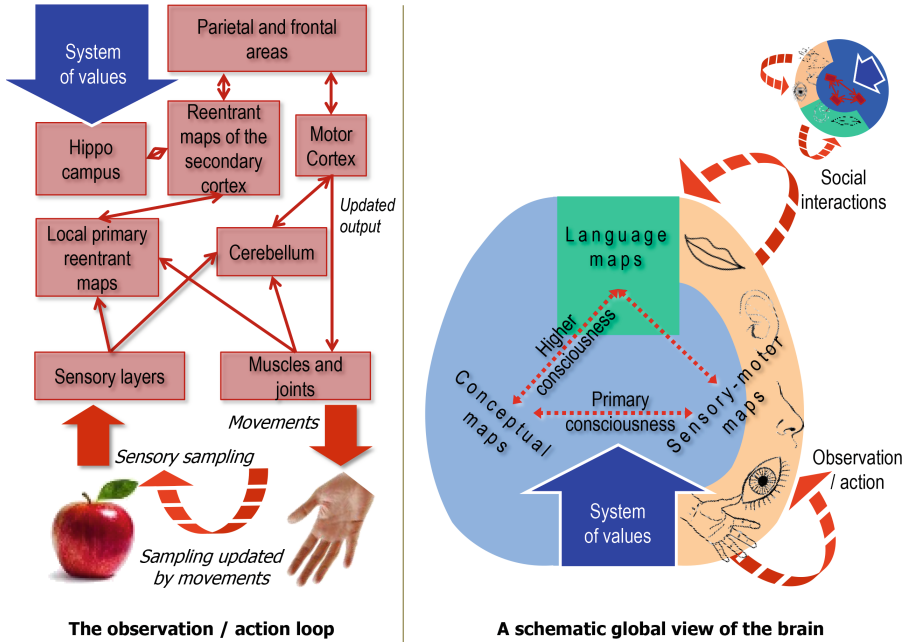 System
of values
Parietal and frontal
areas
Hippo
campus
Reentrant
maps of the
secondary
cortex
Motor
Cortex
Updated
output
Local primary
reentrant
maps
Cerebellum
Sensory layers
Muscles and
joints
Movements
Sensory sampling
Sampling updated
by movements
The observation / action loop
Social
interactions
Language
maps
Higher
consciousness
Conceptual
maps
Primary
consciousness
Sensory-motor
maps
Observation
/ action
System
of values
A schematic global view of the brain